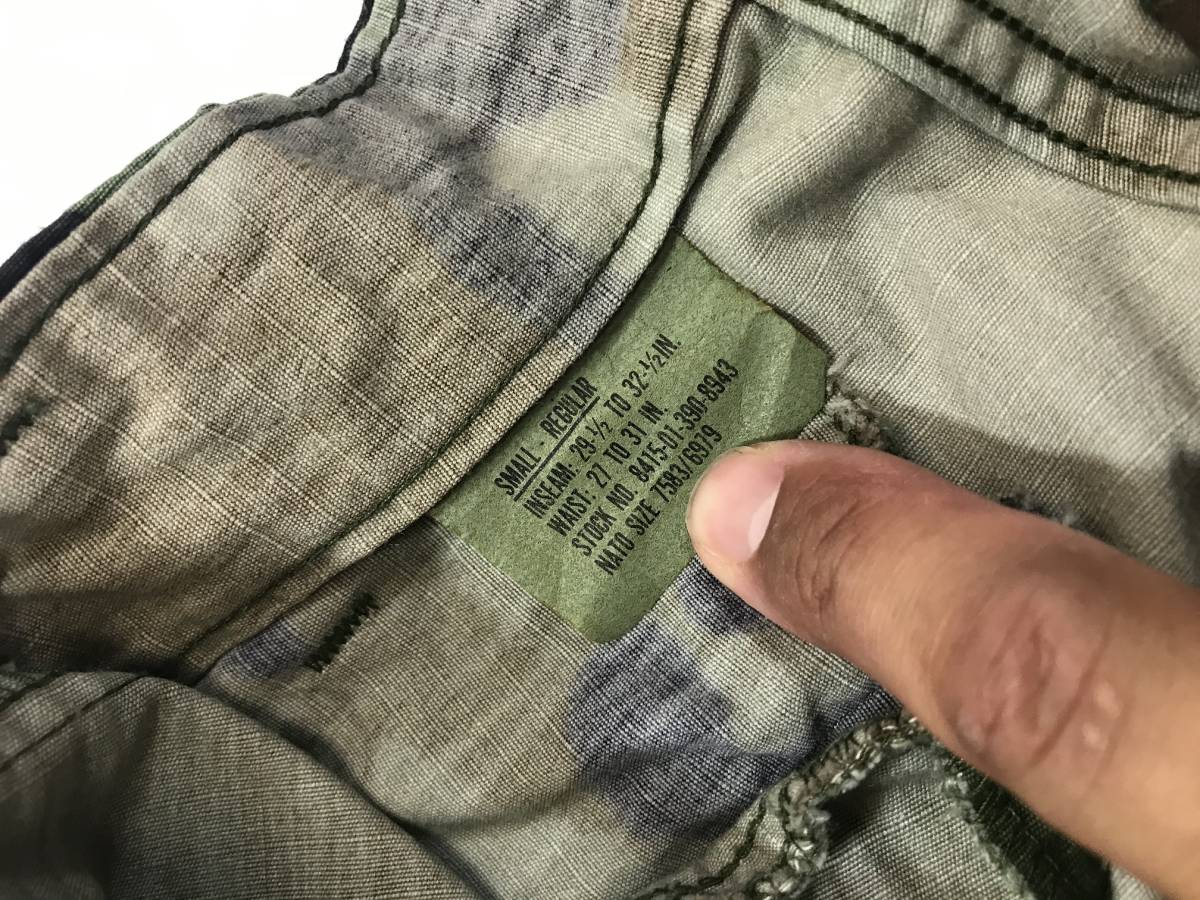 SMALL - REGULAR
INSEAM: 29-1/2 TO 32-1/2 IN.
WAIST: 27 TO 31 IN.
STOCK NO. 8415-01-390-8943
NATO SIZE 7583/6979